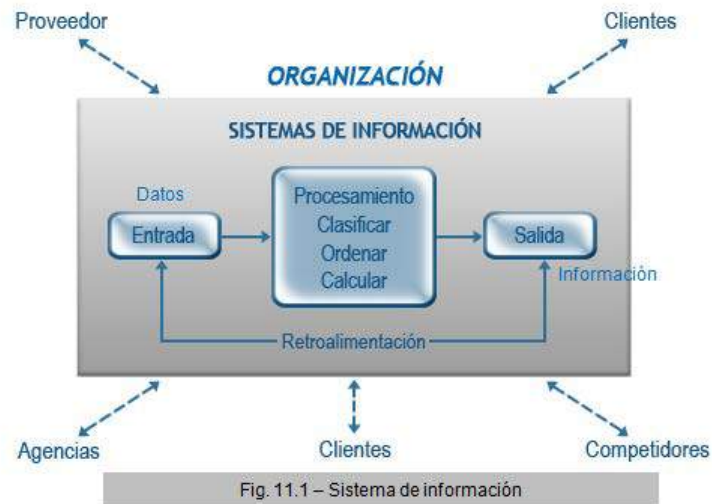 Proveedor
Clientes
ORGANIZACIÓN
SISTEMAS DE INFORMACIÓN
Datos
Entrada
Procesamiento
Clasificar
Ordenar
Calcular
Salida
Información
Retroalimentación
Agencias
Clientes
Competidores
Fig. 11.1 – Sistema de información